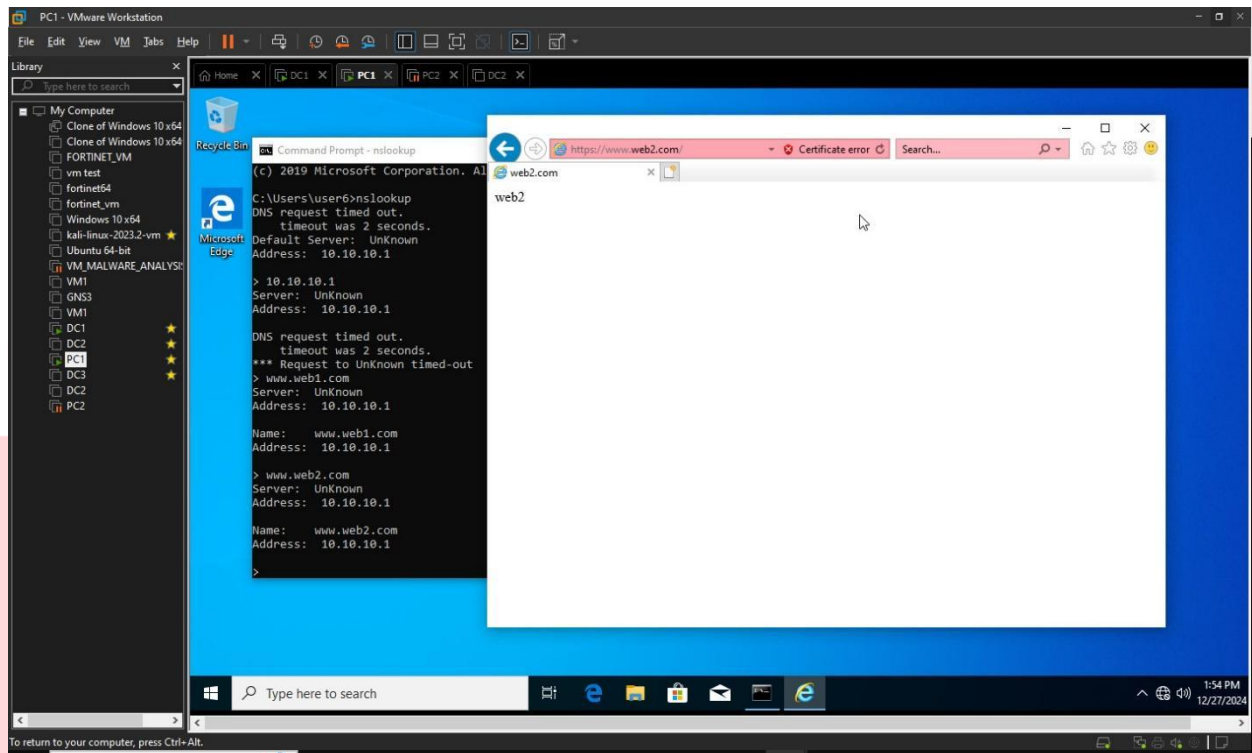 PC1 - VMware Workstation
File Edit View VM Tabs Help
Library
Type here to search
My Computer
Clone of Windows 10 x64
Clone of Windows 10 x64
FORTINET_VM
vm test
fortinet64
fortinet_vm
Windows 10 x64
kali-linux-2023.2-vm
Ubuntu 64-bit
VM_MALWARE_ANALYSI
VM1
GNS3
VM1
DC1
DC2
PC1
DC3
DC2
PC2
Home DC1 PC1 PC2 DC2
Recycle Bin
Microsoft
Edge
Command Prompt - nslookup
(c) 2019 Microsoft Corporation. Al
C:\Users\user6>nslookup
DNS request timed out.
timeout was 2 seconds.
Default Server: UnKnown
Address: 10.10.10.1
> 10.10.10.1
Server: UnKnown
Address: 10.10.10.1
DNS request timed out.
timeout was 2 seconds.
*** Request to UnKnown timed-out
> www.web1.com
Server: UnKnown
Address: 10.10.10.1
Name: www.web1.com
Address: 10.10.10.1
> www.web2.com
Server: UnKnown
Address: 10.10.10.1
Name: www.web2.com
Address: 10.10.10.1
>
https://www.web2.com/ Certificate error Search...
web2.com
web2
Type here to search
1:54 PM
12/27/2024
To return to your computer, press Ctrl+Alt.